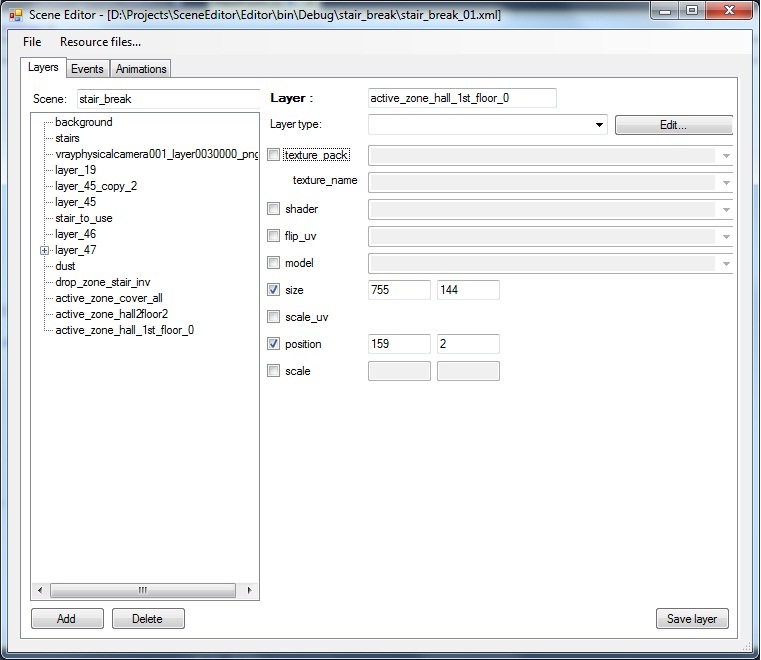 Scene Editor - [D:\Projects\SceneEditor\Editor\bin\Debug\stair_break\stair_break_01.xml]
File Resource files...
Layers Events Animations
Scene: stair_break
background
stairs
vrayphysicalcamera001_layer0030000_png
layer_19
layer_45_copy_2
layer_45
stair_to_use
layer_46
layer_47
dust
drop_zone_stair_inv
active_zone_cover_all
active_zone_hall2floor2
active_zone_hall_1st_floor_0
Add Delete
Layer : active_zone_hall_1st_floor_0
Layer type: Edit...
texture_pack
texture_name
shader
flip_uv
model
size 755 144
scale_uv
position 159 2
scale
Save layer